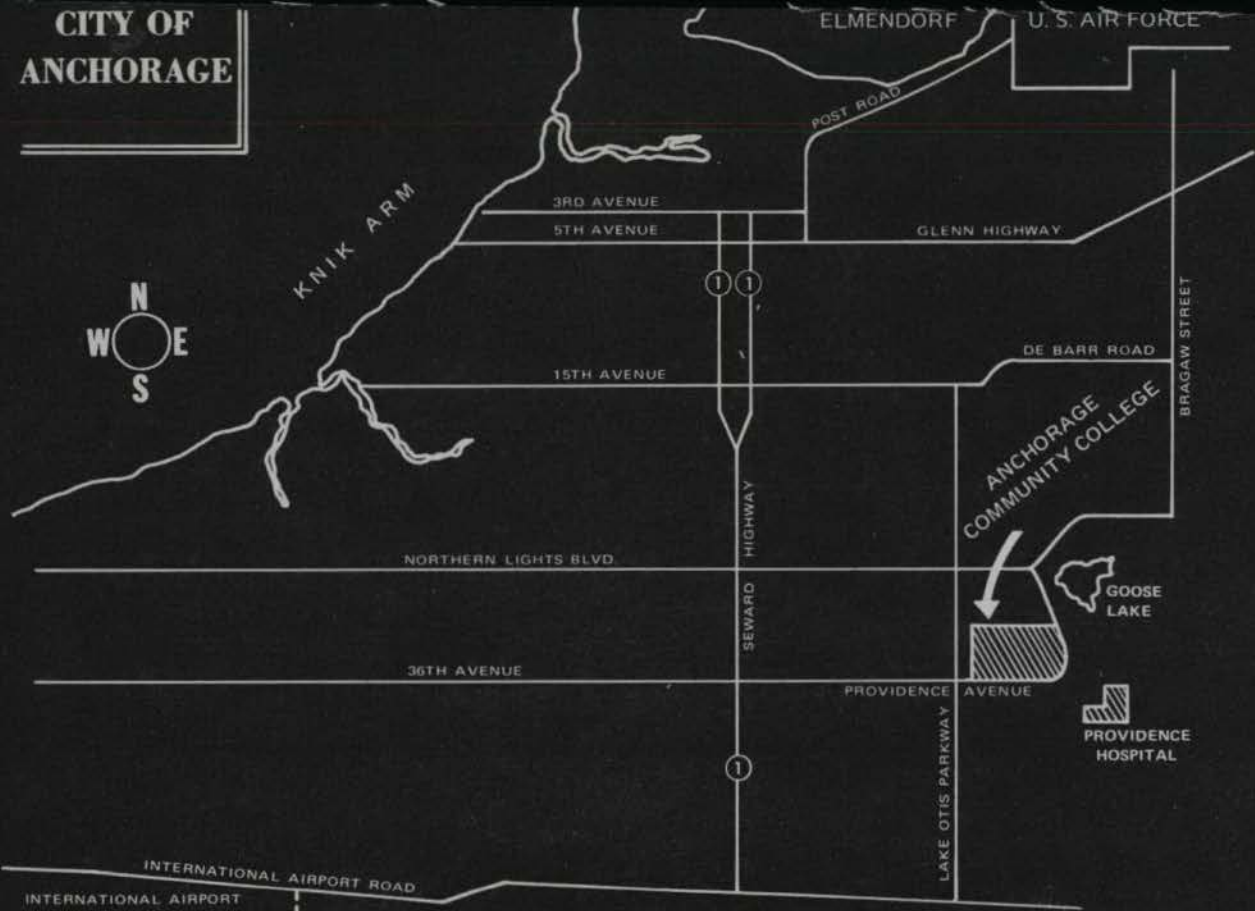 CITY OF
ANCHORAGE
ELMENDORF U. S. AIR FORCE
POST ROAD
KNIK ARM
3RD AVENUE
5TH AVENUE
GLENN HIGHWAY
1 1
N
W E
S
BRAGAW STREET
DE BARR ROAD
15TH AVENUE
ANCHORAGE
COMMUNITY COLLEGE
SEWARD HIGHWAY
NORTHERN LIGHTS BLVD.
GOOSE
LAKE
36TH AVENUE
PROVIDENCE AVENUE
PROVIDENCE
HOSPITAL
LAKE OTIS PARKWAY
1
INTERNATIONAL AIRPORT ROAD
INTERNATIONAL AIRPORT